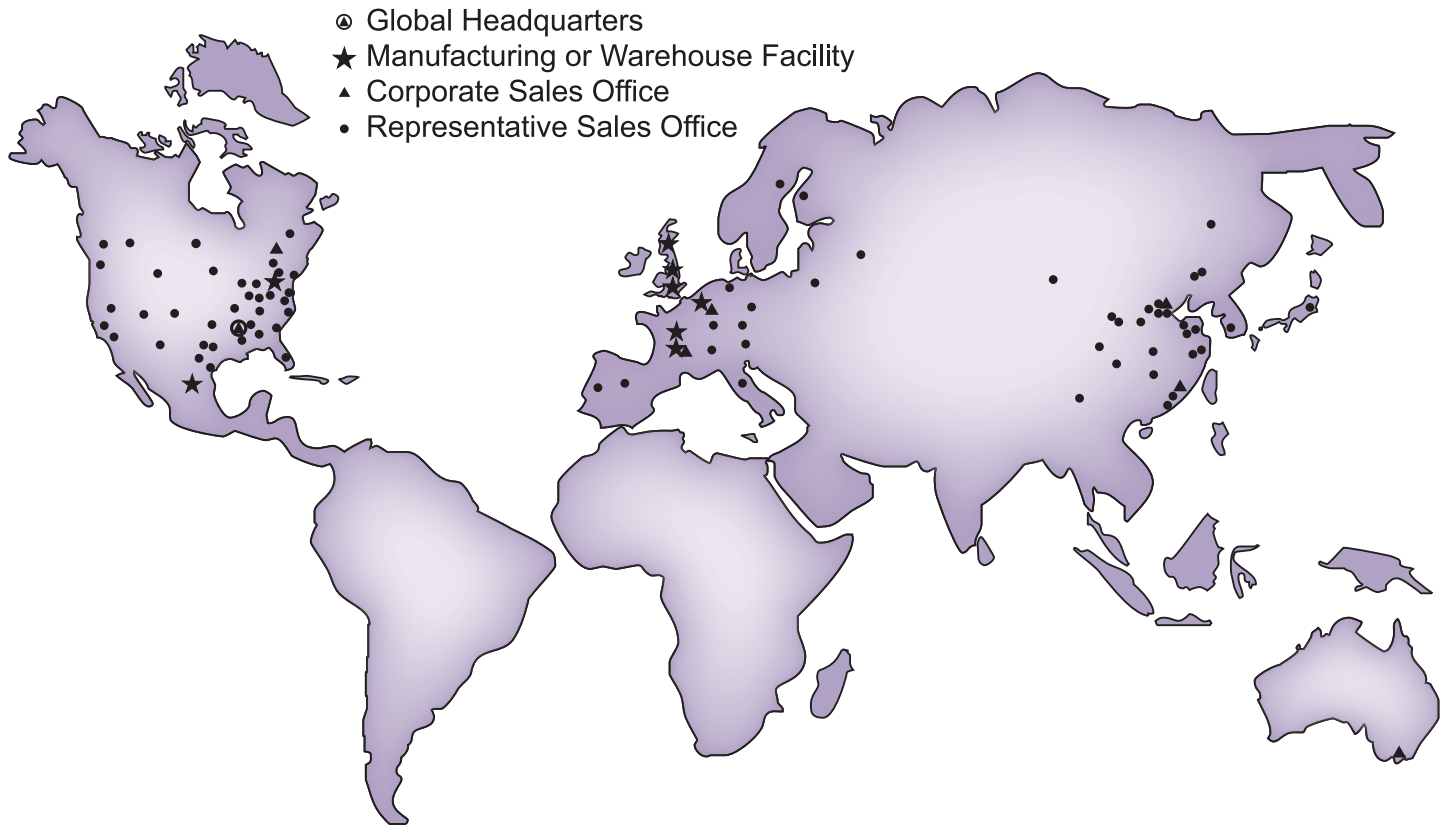 Global Headquarters
Manufacturing or Warehouse Facility
Corporate Sales Office
Representative Sales Office